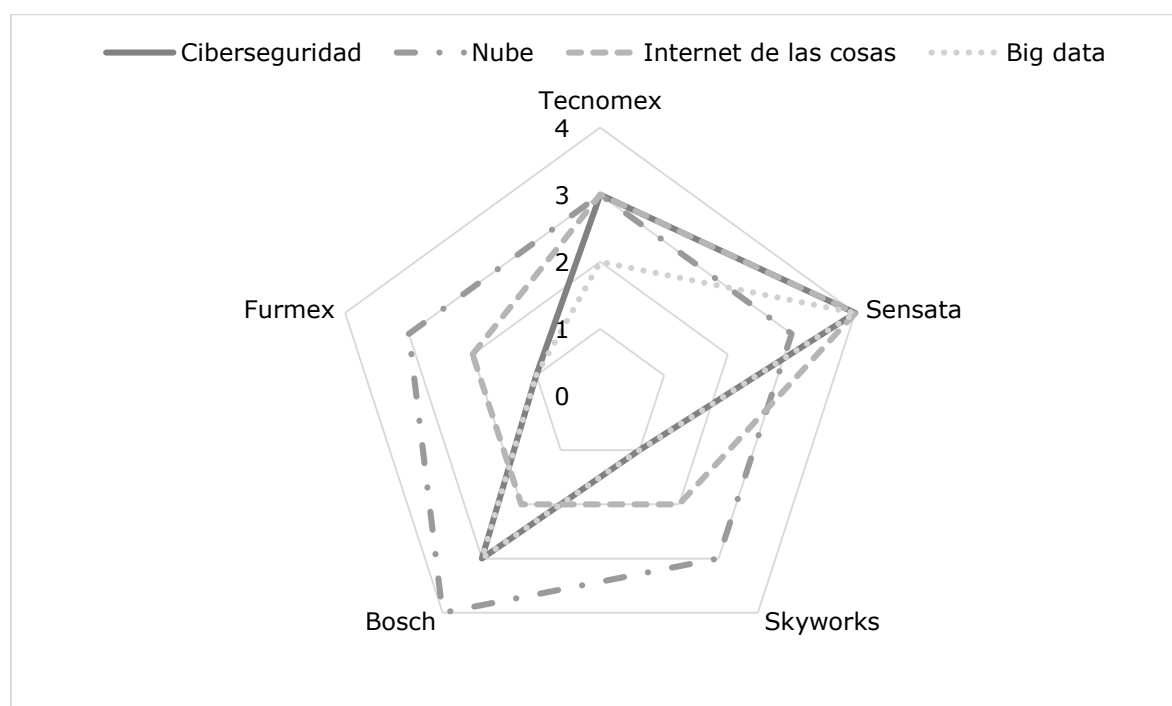 Ciberseguridad Nube Internet de las cosas Big data
Tecnomex
4
3
2
1
0
Furmex
Sensata
Bosch
Skyworks